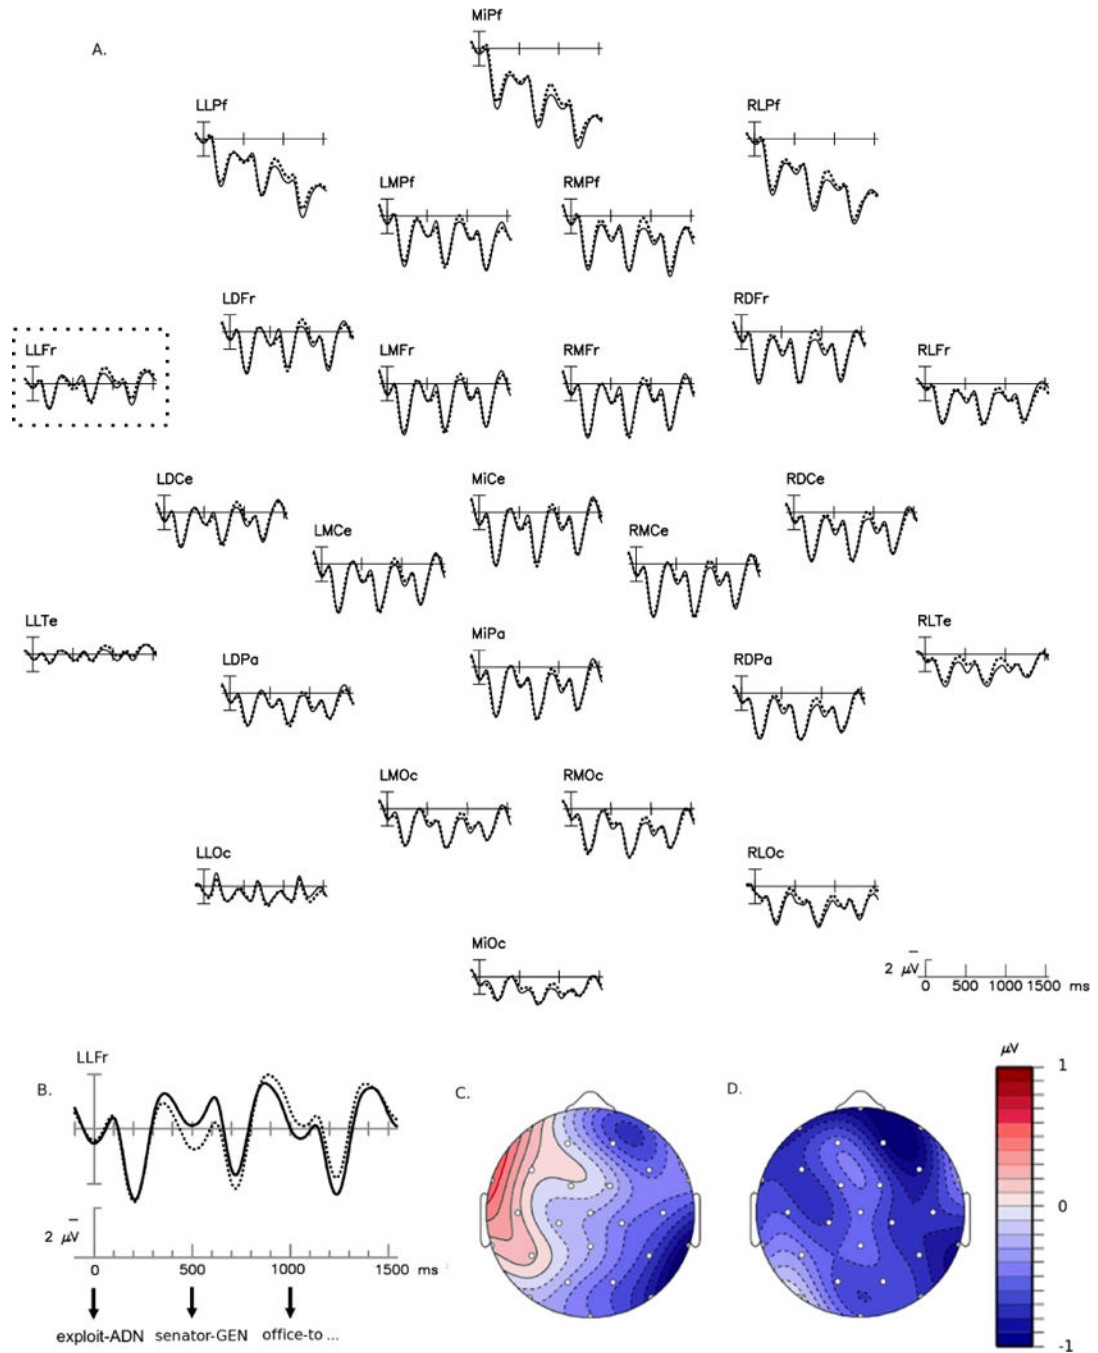 A.
MiPf
LLPf
RLPf
LMPf
RMPf
LDFr
RDFr
LLFr
LMFr
RMFr
RLFr
LDCe
MiCe
RDCe
LMCe
RMCe
LLTe
MiPa
RLTe
LDPa
RDPa
LMOc
RMOc
LLOc
RLOc
MiOc
2 μV
0 500 1000 1500 ms
B.
LLFr
2 μV
0 500 1000 1500 ms
exploit-ADN senator-GEN office-to ...
C.
D.
μV
1
0
-1